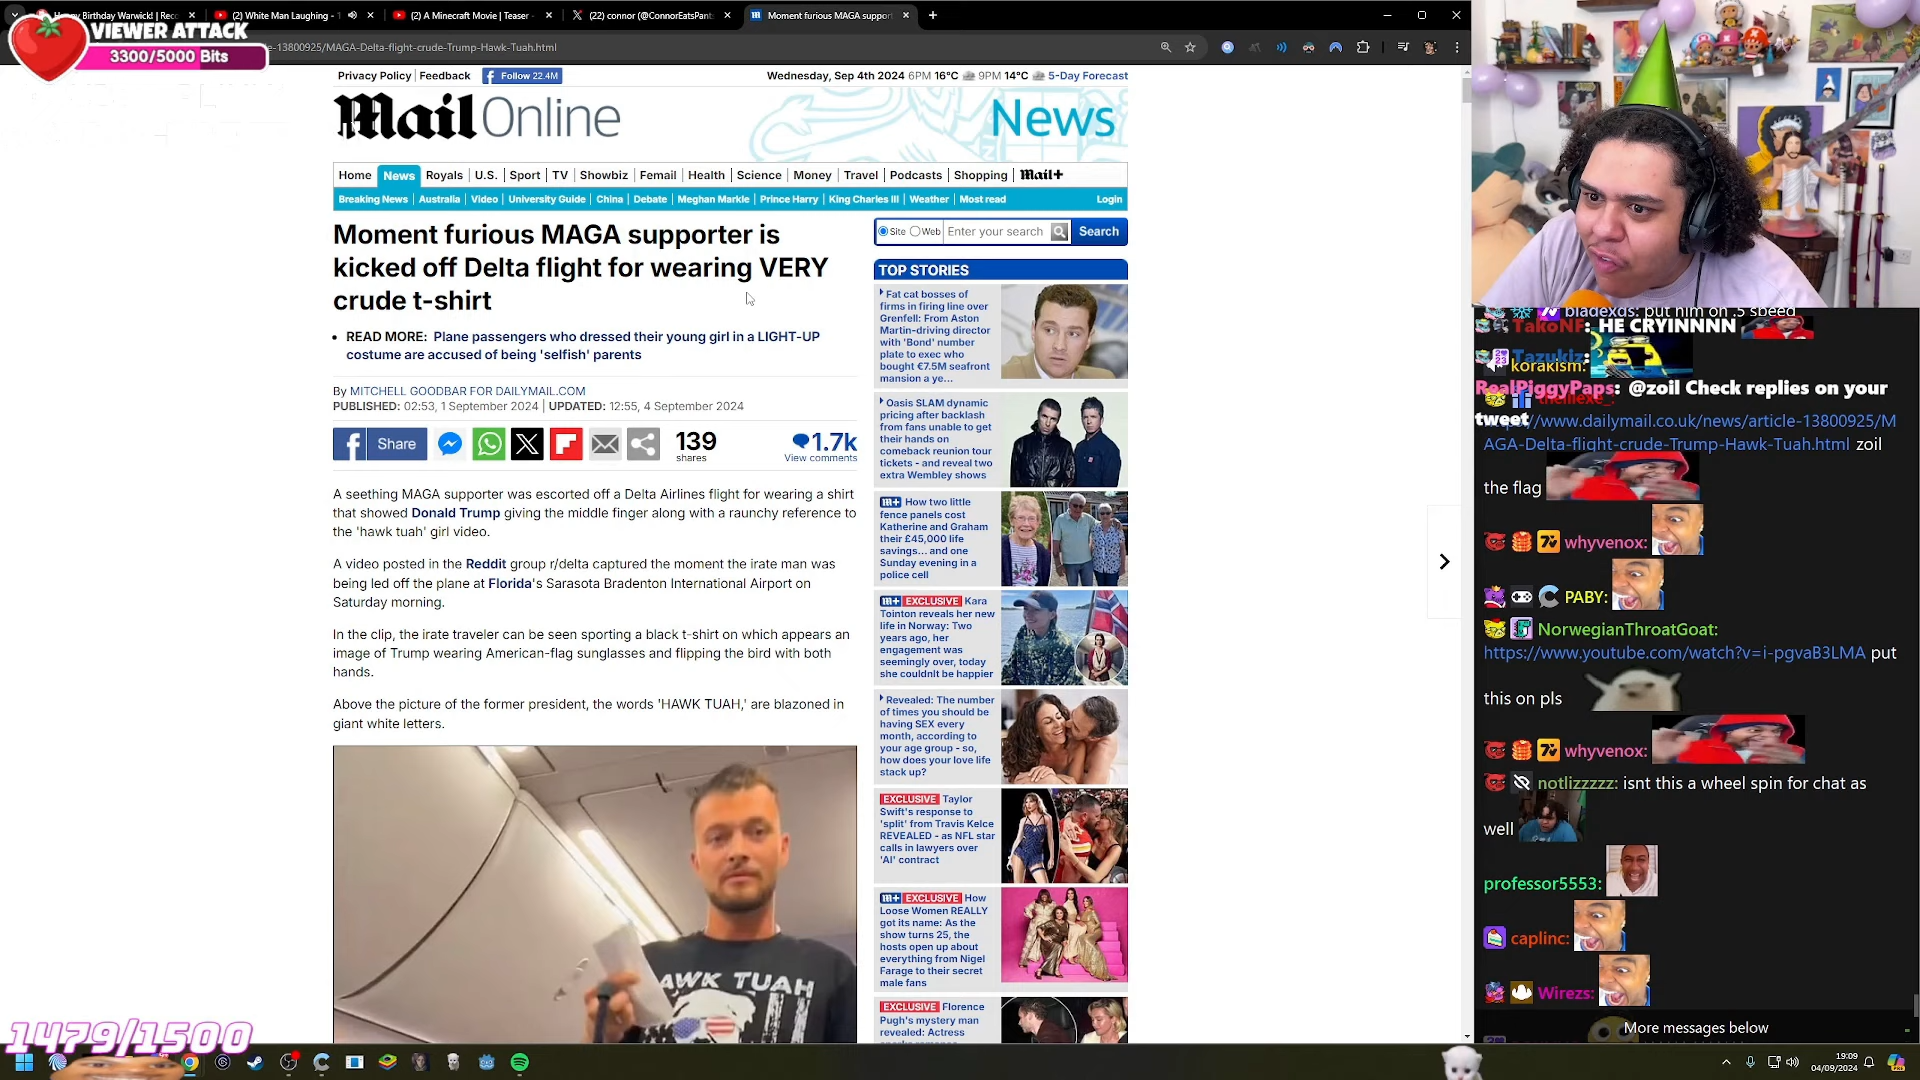 Happy Birthday Warwick! | Rec
(2) White Man Laughing - 
(2) A Minecraft Movie | Teaser -
(22) connor (@ConnorEatsPant
Moment furious MAGA support
VIEWER ATTACK
3300/5000 Bits
-13800925/MAGA-Delta-flight-crude-Trump-Hawk-Tuah.html
Privacy Policy | Feedback
Follow 22.4M
Wednesday, Sep 4th 2024 6PM 16°C 9PM 14°C 5-Day Forecast
Mail Online
News
Home News Royals U.S. Sport TV Showbiz Femail Health Science Money Travel Podcasts Shopping Mail+
Breaking News Australia Video University Guide China Debate Meghan Markle Prince Harry King Charles III Weather Most read Login
Moment furious MAGA supporter is
kicked off Delta flight for wearing VERY
crude t-shirt
READ MORE: Plane passengers who dressed their young girl in a LIGHT-UP
costume are accused of being 'selfish' parents
By MITCHELL GOODBAR FOR DAILYMAIL.COM
PUBLISHED: 02:53, 1 September 2024 | UPDATED: 12:55, 4 September 2024
Share
139
shares
1.7k
View comments
A seething MAGA supporter was escorted off a Delta Airlines flight for wearing a shirt
that showed Donald Trump giving the middle finger along with a raunchy reference to
the 'hawk tuah' girl video.
A video posted in the Reddit group r/delta captured the moment the irate man was
being led off the plane at Florida's Sarasota Bradenton International Airport on
Saturday morning.
In the clip, the irate traveler can be seen sporting a black t-shirt on which appears an
image of Trump wearing American-flag sunglasses and flipping the bird with both
hands.
Above the picture of the former president, the words 'HAWK TUAH,' are blazoned in
giant white letters.
AWK TUAH
Site Web Enter your search Search
TOP STORIES
Fat cat bosses of
firms in firing line over
Grenfell: From Aston
Martin-driving director
with 'Bond' number
plate to exec who
bought €7.5M seafront
mansion a ye...
Oasis SLAM dynamic
pricing after backlash
from fans unable to get
their hands on
comeback reunion tour
tickets - and reveal two
extra Wembley shows
m+ How two little
fence panels cost
Katherine and Graham
their £45,000 life
savings... and one
Sunday evening in a
police cell
m+ EXCLUSIVE Kara
Tointon reveals her new
life in Norway: Two
years ago, her
engagement was
seemingly over, today
she couldnlt be happier
Revealed: The number
of times you should be
having SEX every
month, according to
your age group - so,
how does your love life
stack up?
EXCLUSIVE Taylor
Swift's response to
'split' from Travis Kelce
REVEALED - as NFL star
calls in lawyers over
'AI' contract
m+ EXCLUSIVE How
Loose Women REALLY
got its name: As the
show turns 25, the
hosts open up about
everything from Nigel
Farage to their secret
male fans
EXCLUSIVE Florence
Pugh's mystery man
revealed: Actress
bladexds: put him on .5 speed
TakoNF: HE CRYINNNN
Tazukiz
korakism:
RealPiggyPaps: @zoil Check replies on your
tweet
//www.dailymail.co.uk/news/article-13800925/M
AGA-Delta-flight-crude-Trump-Hawk-Tuah.html zoil
the flag
whyvenox:
PABY:
NorwegianThroatGoat:
https://www.youtube.com/watch?v=i-pgvaB3LMA put
this on pls
whyvenox:
notlizzzzz: isnt this a wheel spin for chat as
well
professor5553:
caplinc:
Wirezs:
More messages below
1479/1500
19:09
04/09/2024